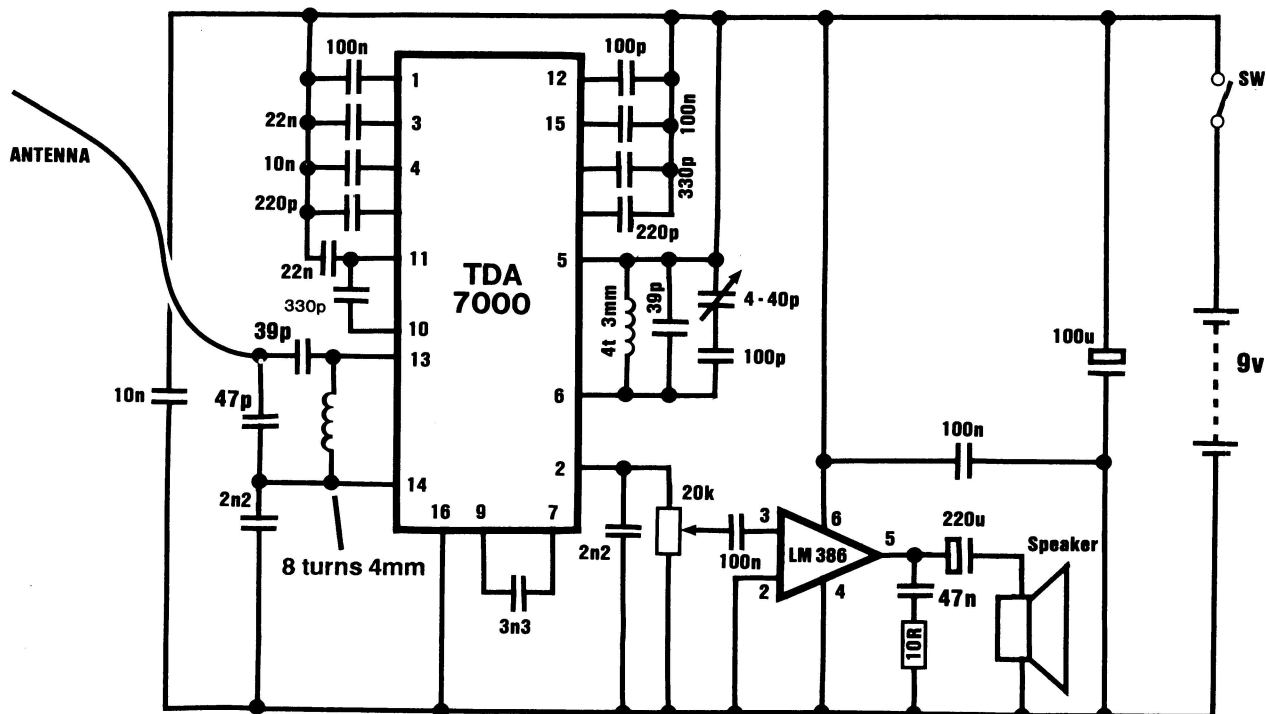 SW
100n
1
12
100p
22n
3
15
100n
ANTENNA
10n
4
330p
220p
220p
22n
11
TDA
7000
5
330p
10
4t 3mm
39p
4 - 40p
39p
13
100p
100u
9v
10n
47p
6
100n
2
20k
2n2
14
16
9
7
2n2
100n
3
6
LM 386
5
2
4
220u
Speaker
8 turns 4mm
47n
3n3
10R